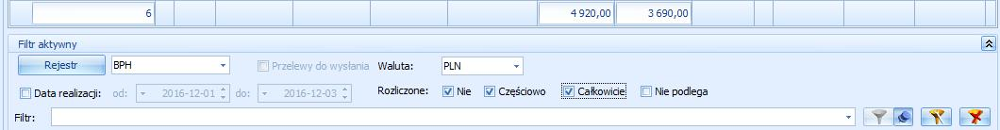 6 4 920,00 3 690,00
Filtr aktywny
Rejestr BPH Przelewy do wysłania Waluta: PLN
Data realizacji: od: 2016-12-01 do: 2016-12-03 Rozliczone: Nie Częściowo Całkowicie Nie podlega
Filtr: